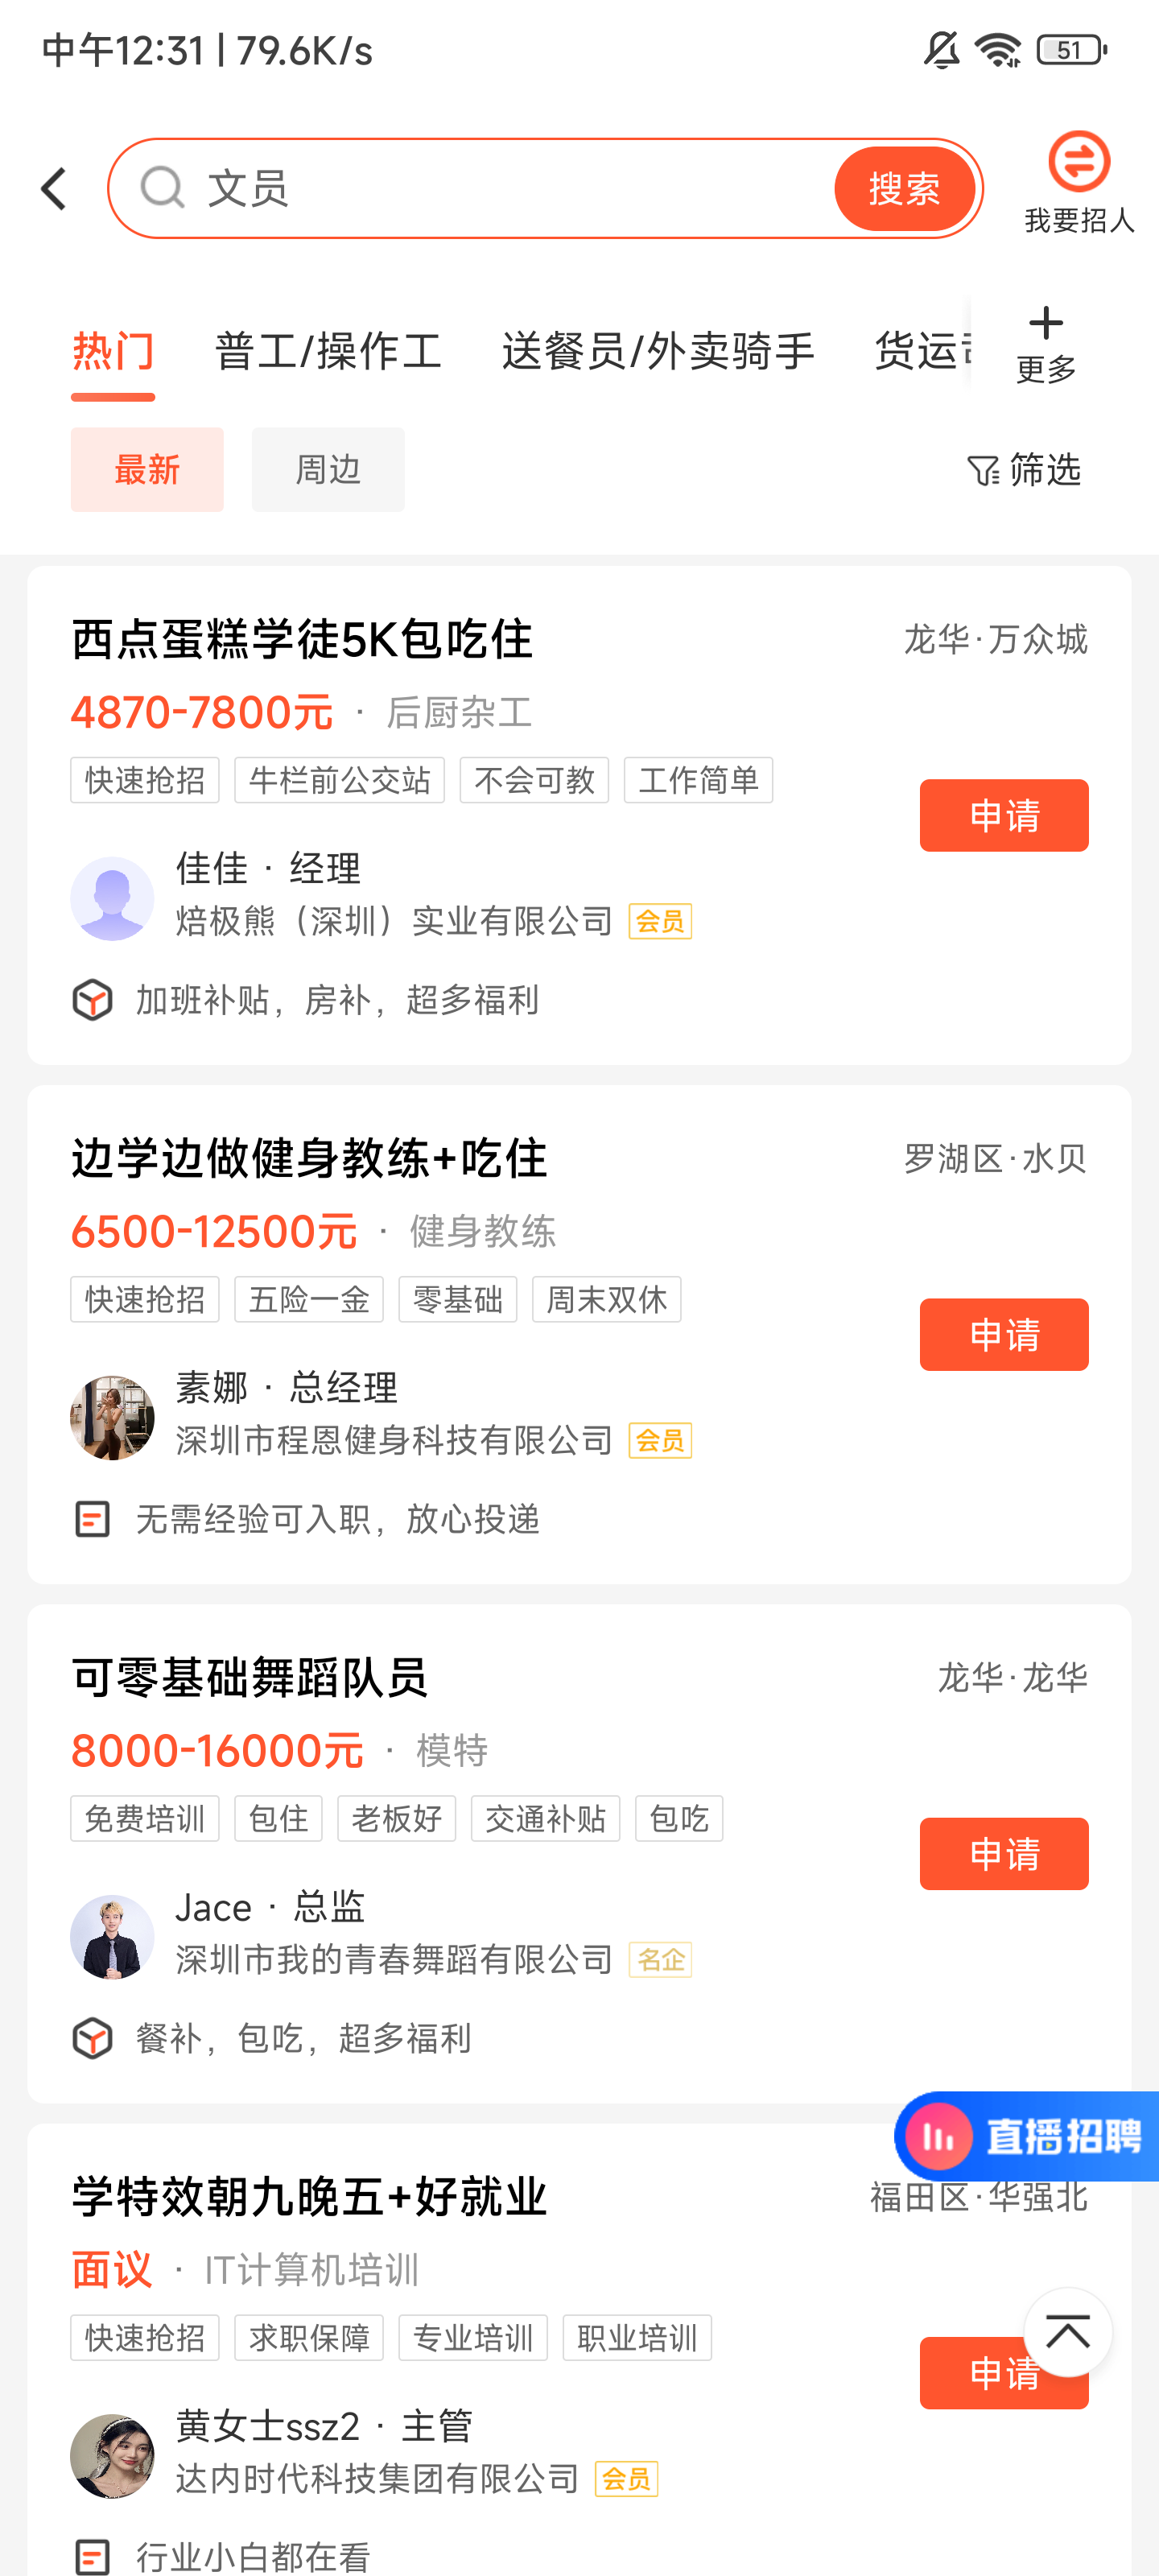 中午12:31 | 79.6K/s
51
文员
搜索
我要招人
热门
普工/操作工
送餐员/外卖骑手
货运
更多
最新
周边
筛选
西点蛋糕学徒5K包吃住
龙华·万众城
4870-7800元 · 后厨杂工
快速抢招 牛栏前公交站 不会可教 工作简单
申请
佳佳 · 经理
焙极熊（深圳）实业有限公司 会员
加班补贴，房补，超多福利
边学边做健身教练+吃住
罗湖区·水贝
6500-12500元 · 健身教练
快速抢招 五险一金 零基础 周末双休
申请
素娜 · 总经理
深圳市程恩健身科技有限公司 会员
无需经验可入职，放心投递
可零基础舞蹈队员
龙华·龙华
8000-16000元 · 模特
免费培训 包住 老板好 交通补贴 包吃
申请
Jace · 总监
深圳市我的青春舞蹈有限公司 名企
餐补，包吃，超多福利
直播招聘
学特效朝九晚五+好就业
福田区·华强北
面议 · IT计算机培训
快速抢招 求职保障 专业培训 职业培训
申请
黄女士ssz2 · 主管
达内时代科技集团有限公司 会员
行业小白都在看